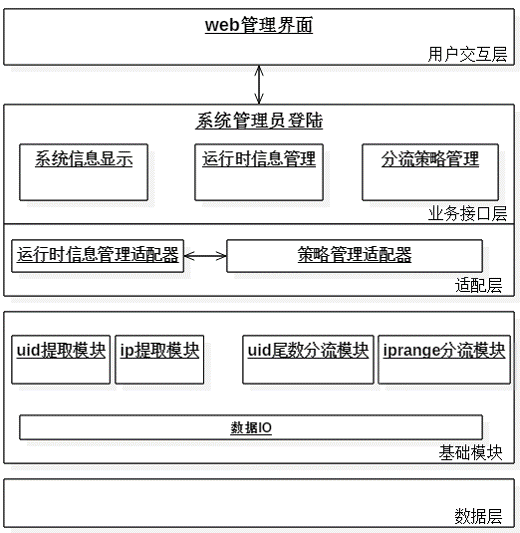 web管理界面
用户交互层
系统管理员登陆
系统信息显示
运行时信息管理
分流策略管理
业务接口层
运行时信息管理适配器
策略管理适配器
适配层
uid提取模块
ip提取模块
uid尾数分流模块
iprange分流模块
数据IO
基础模块
数据层